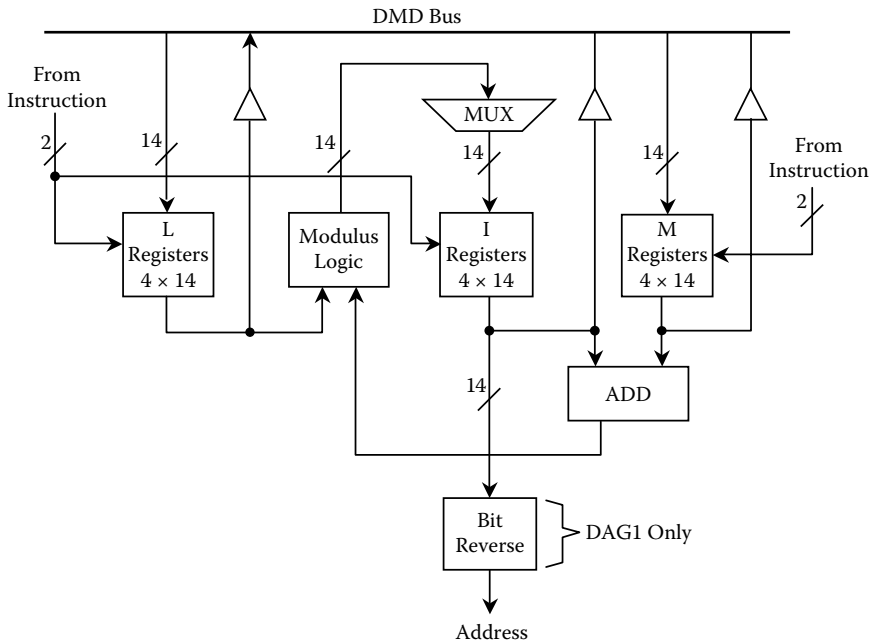 DMD Bus
From
Instruction
2
14
14
MUX
14
14
From
Instruction
2
L
Registers
4 × 14
Modulus
Logic
I
Registers
4 × 14
M
Registers
4 × 14
14
ADD
Bit
Reverse
DAG1 Only
Address